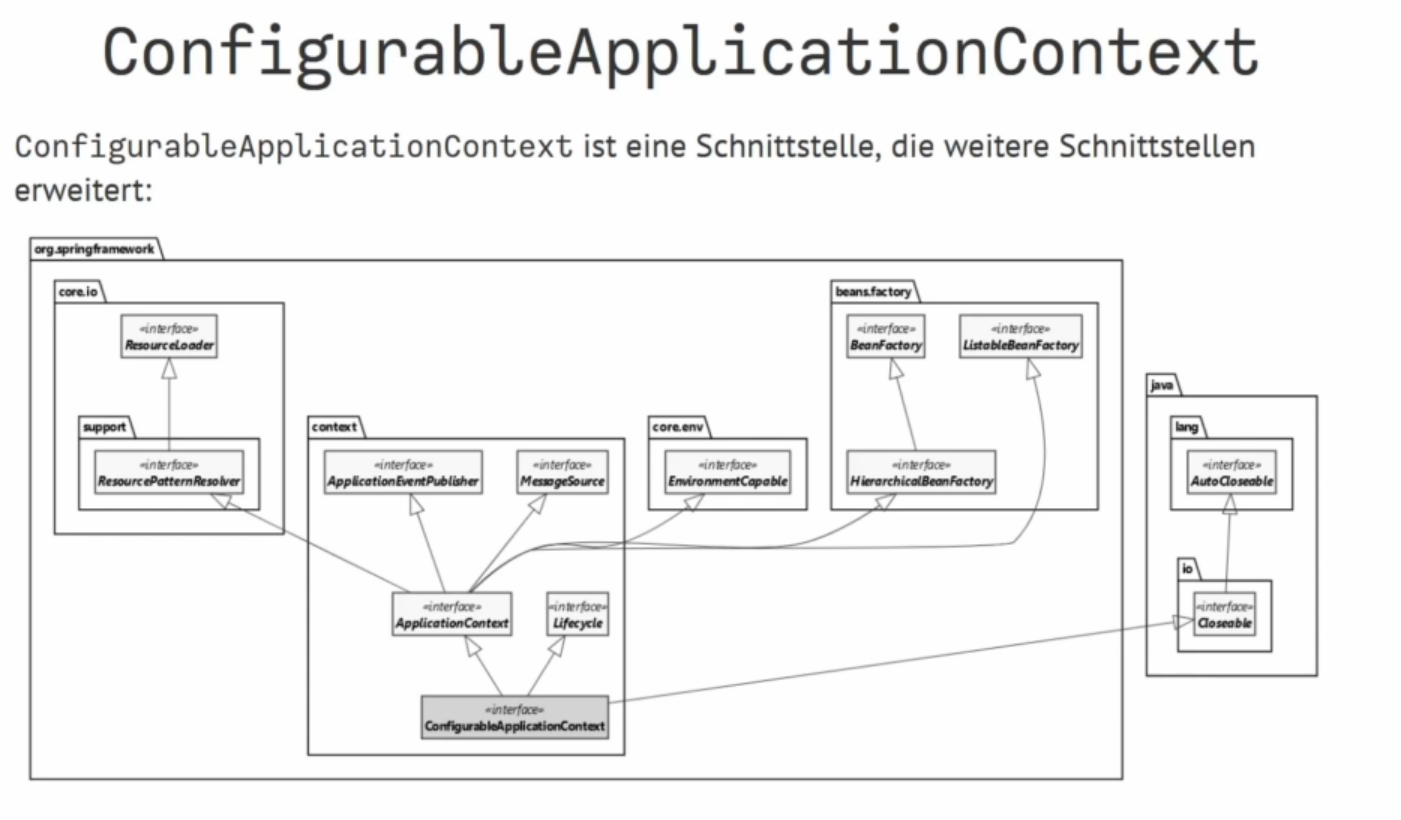 ConfigurableApplicationContext
ConfigurableApplicationContext ist eine Schnittstelle, die weitere Schnittstellen
erweitert:
org.springframework
core.io
«interface»
ResourceLoader
support
«interface»
ResourcePatternResolver
context
«interface»
ApplicationEventPublisher
«interface»
MessageSource
«interface»
ApplicationContext
«interface»
Lifecycle
«interface»
ConfigurableApplicationContext
core.env
«interface»
EnvironmentCapable
beans.factory
«interface»
BeanFactory
«interface»
ListableBeanFactory
«interface»
HierarchicalBeanFactory
java
lang
«interface»
AutoCloseable
io
«interface»
Closeable